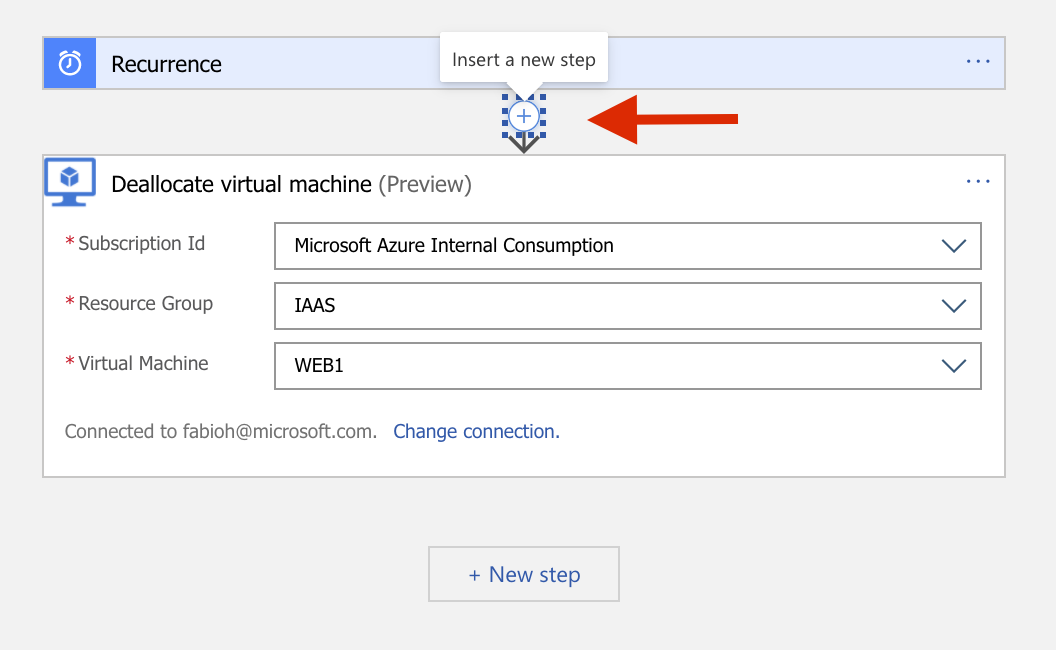 Insert a new step
Recurrence
...
Deallocate virtual machine (Preview)
...
* Subscription Id
Microsoft Azure Internal Consumption
* Resource Group
IAAS
* Virtual Machine
WEB1
Connected to fabioh@microsoft.com. Change connection.
+ New step